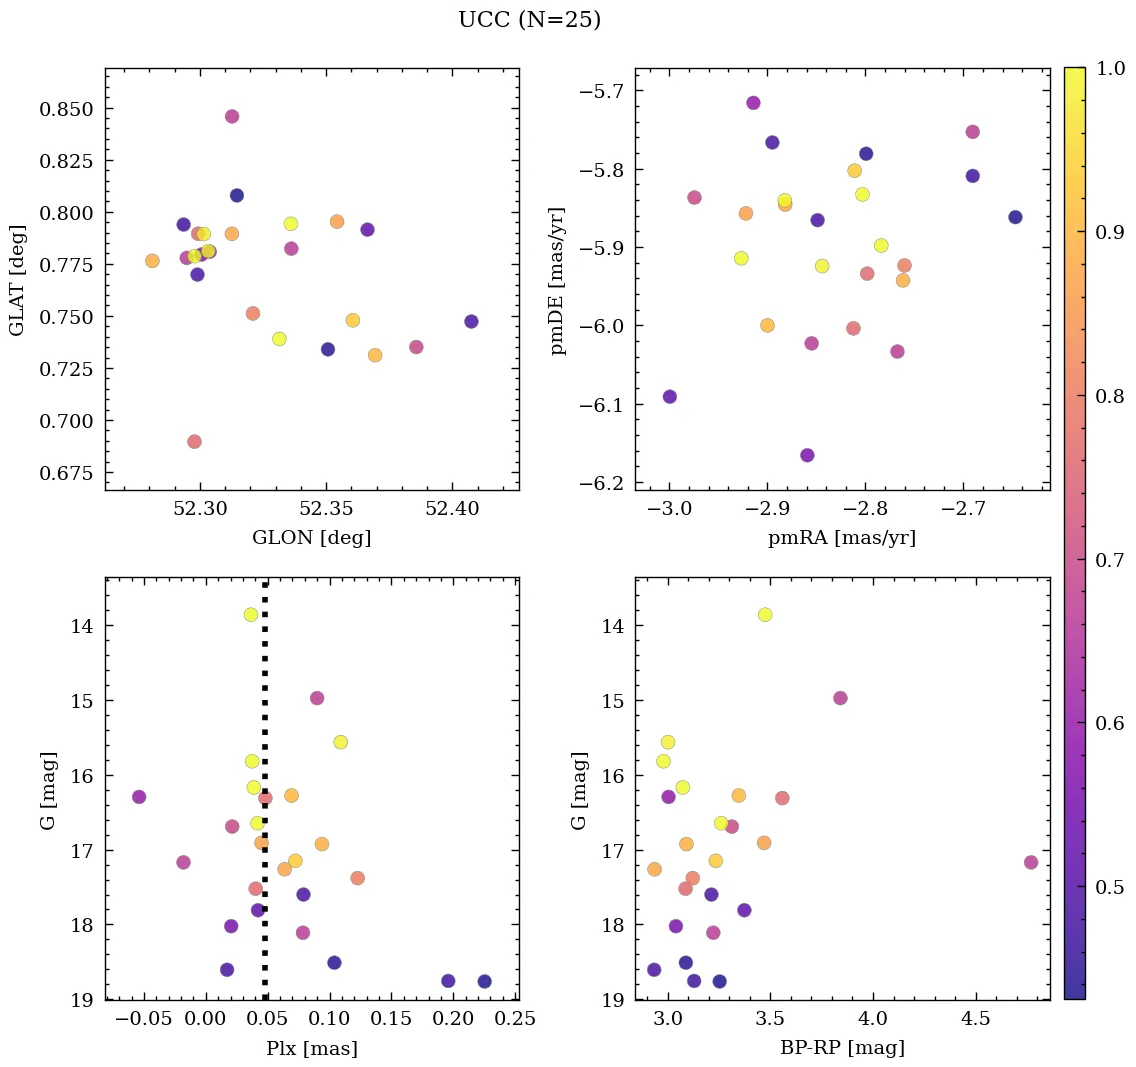 UCC (N=25)
0.850
0.825
0.800
0.775
0.750
0.725
0.700
0.675
GLAT [deg]
52.30 52.35 52.40
GLON [deg]
−5.7
−5.8
−5.9
−6.0
−6.1
−6.2
pmDE [mas/yr]
−3.0 −2.9 −2.8 −2.7
pmRA [mas/yr]
14
15
16
17
18
19
G [mag]
−0.05 0.00 0.05 0.10 0.15 0.20 0.25
Plx [mas]
14
15
16
17
18
19
G [mag]
3.0 3.5 4.0 4.5
BP-RP [mag]
1.0
0.9
0.8
0.7
0.6
0.5